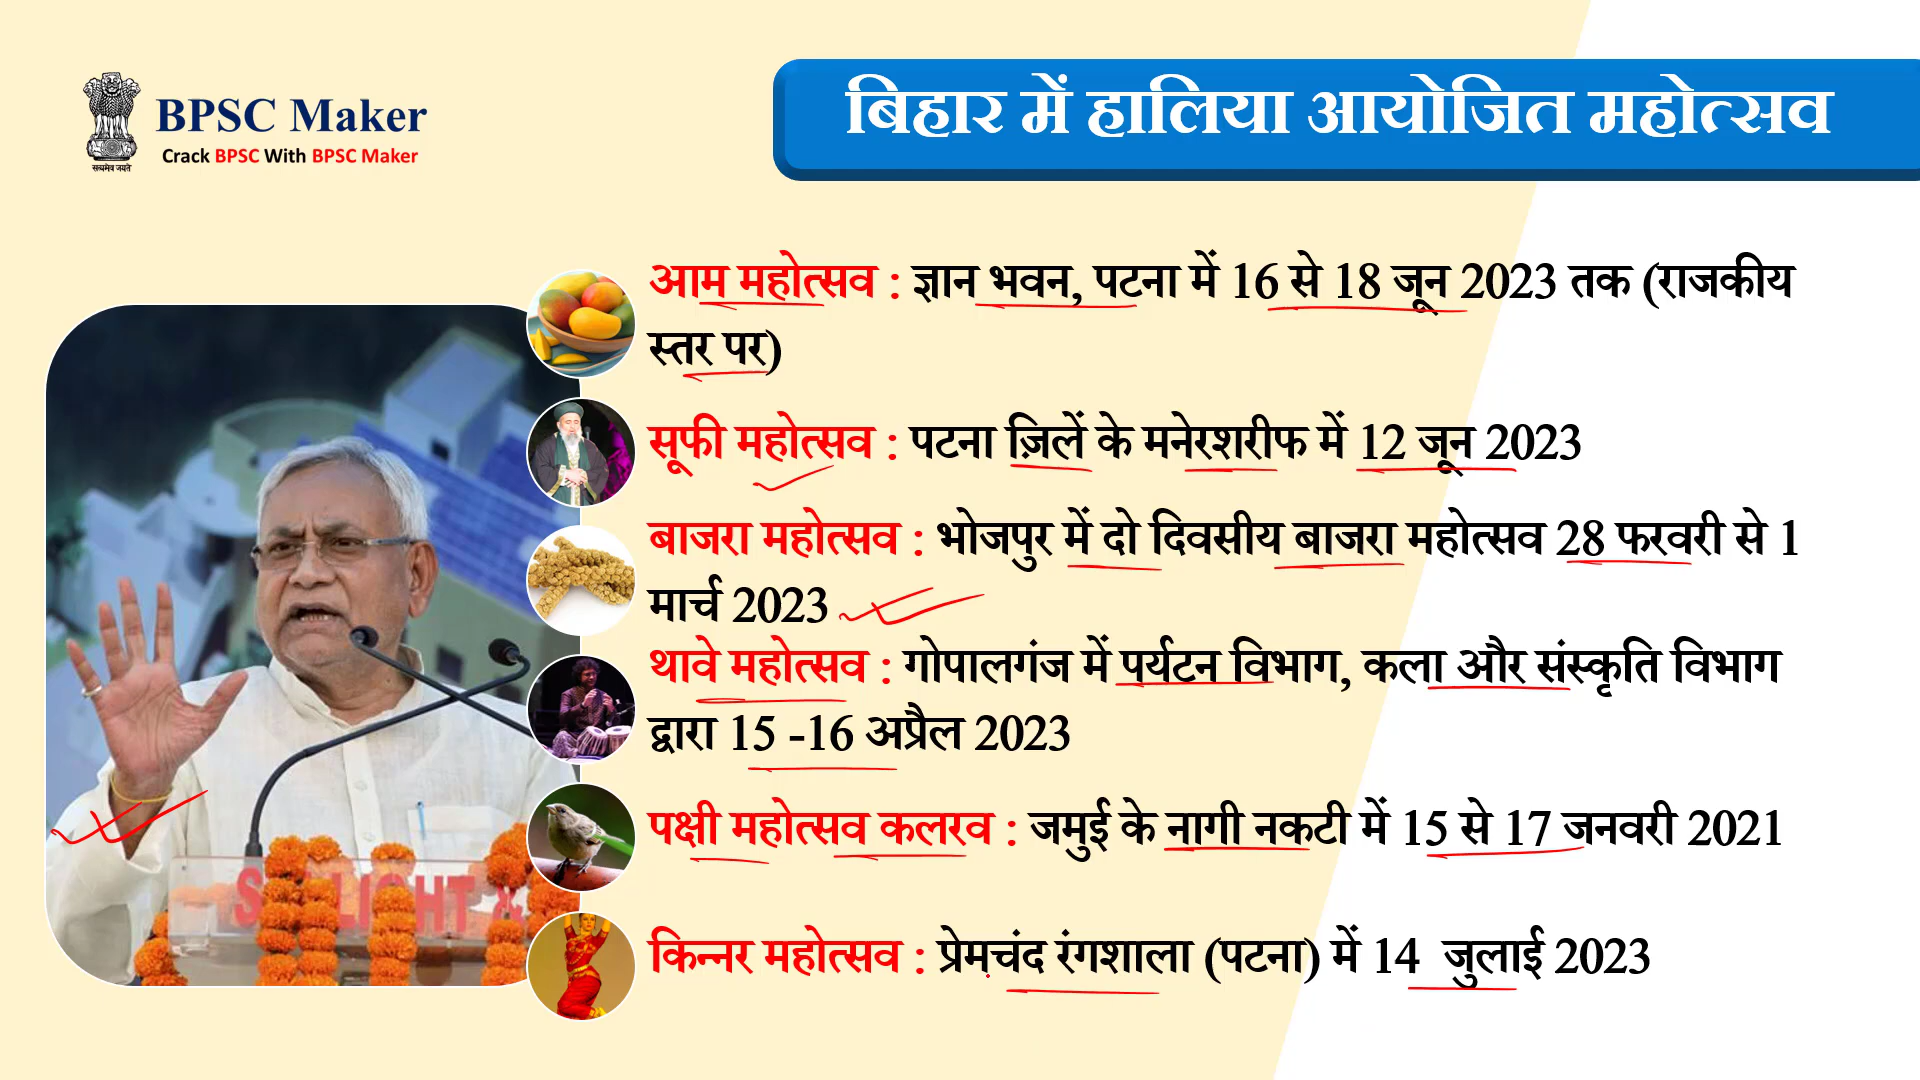 सत्यमेव जयते
BPSC Maker
Crack BPSC With BPSC Maker
बिहार में हालिया आयोजित महोत्सव
आम महोत्सव : ज्ञान भवन, पटना में 16 से 18 जून 2023 तक (राजकीय
स्तर पर)
सूफी महोत्सव : पटना ज़िलें के मनेरशरीफ में 12 जून 2023
बाजरा महोत्सव : भोजपुर में दो दिवसीय बाजरा महोत्सव 28 फरवरी से 1
मार्च 2023
थावे महोत्सव : गोपालगंज में पर्यटन विभाग, कला और संस्कृति विभाग
द्वारा 15 -16 अप्रैल 2023
पक्षी महोत्सव कलरव : जमुई के नागी नकटी में 15 से 17 जनवरी 2021
किन्नर महोत्सव : प्रेमचंद रंगशाला (पटना) में 14 जुलाई 2023